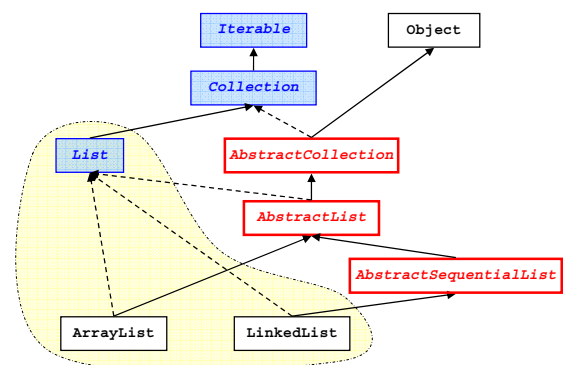 Iterable
Object
Collection
List
AbstractCollection
AbstractList
AbstractSequentialList
ArrayList
LinkedList